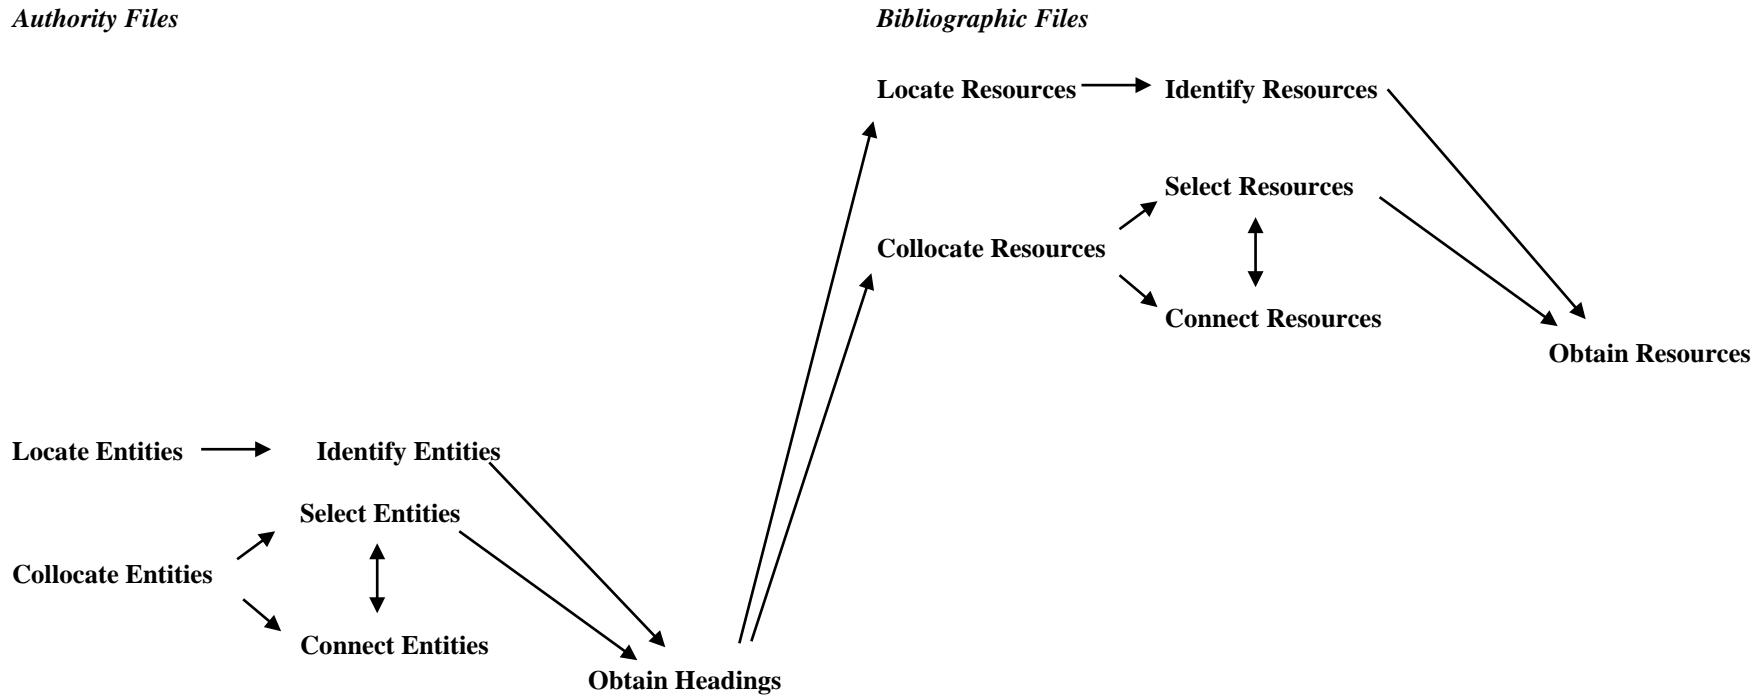 Authority Files
Bibliographic Files
Locate Resources
Identify Resources
Select Resources
Collocate Resources
Connect Resources
Obtain Resources
Locate Entities
Identify Entities
Select Entities
Collocate Entities
Connect Entities
Obtain Headings